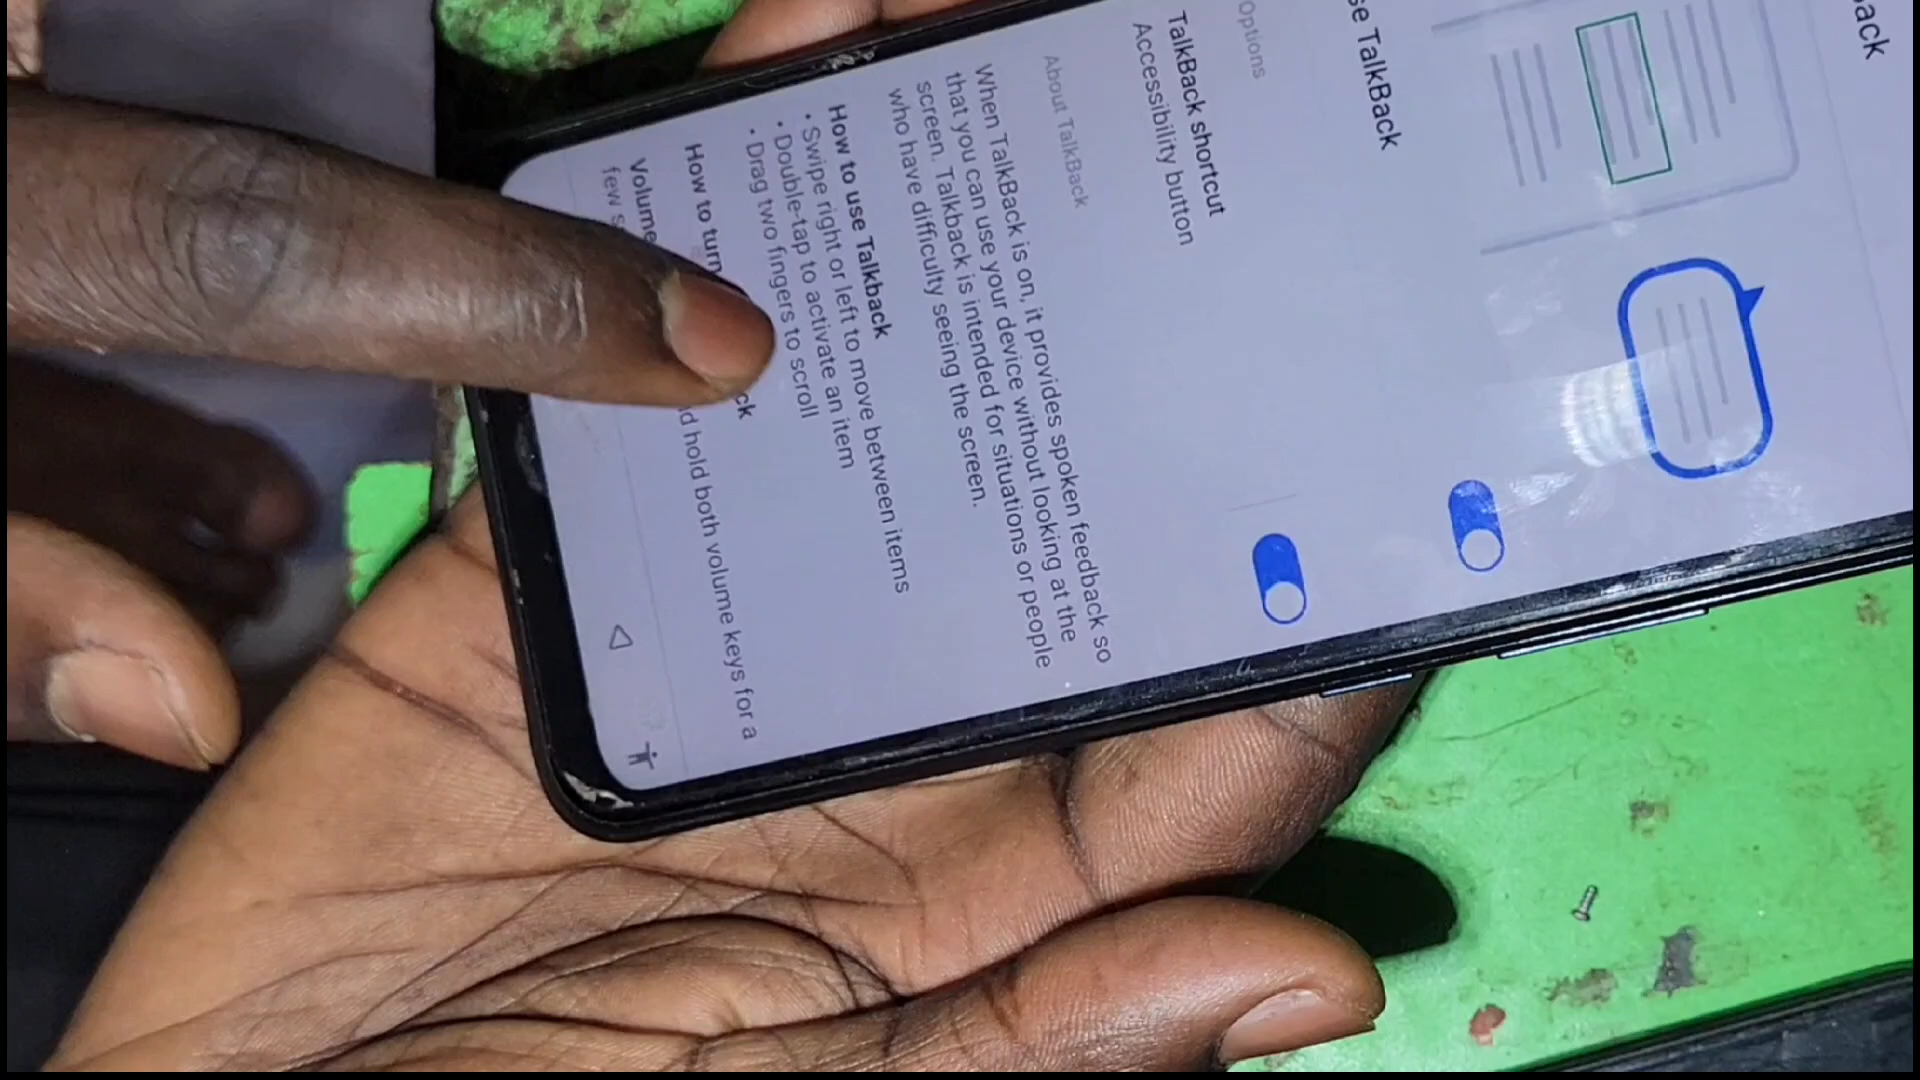 ack
se TalkBack
Options
TalkBack shortcut
Accessibility button
About TalkBack
When TalkBack is on, it provides spoken feedback so
that you can use your device without looking at the
screen. Talkback is intended for situations or people
who have difficulty seeing the screen.
How to use Talkback
• Swipe right or left to move between items
• Double-tap to activate an item
• Drag two fingers to scroll
How to turn ck
Volume d hold both volume keys for a
few s